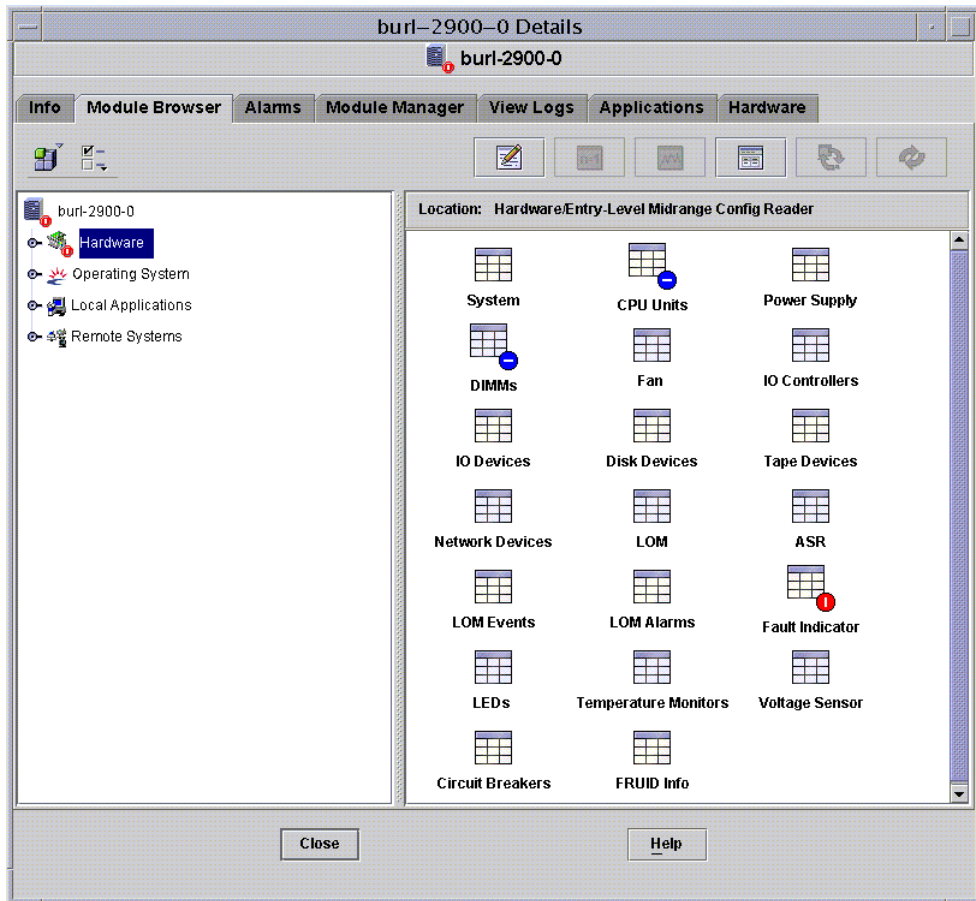 burl-2900-0 Details
burl-2900-0
Info Module Browser Alarms Module Manager View Logs Applications Hardware
burl-2900-0
Hardware
Operating System
Local Applications
Remote Systems
Location: Hardware/Entry-Level Midrange Config Reader
System CPU Units Power Supply
DIMMs Fan IO Controllers
IO Devices Disk Devices Tape Devices
Network Devices LOM ASR
LOM Events LOM Alarms Fault Indicator
LEDs Temperature Monitors Voltage Sensor
Circuit Breakers FRUID Info
Close Help